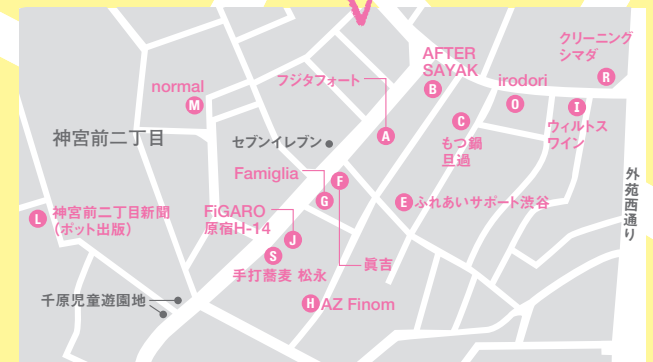 クリーニング
シマダ
R
AFTER
SAYAK
B
irodori
O
I
ウィルトス
ワイン
normal
M
フジタフォート
A
C
もつ鍋
旦過
神宮前二丁目
セブンイレブン
Famiglia
G
F
眞吉
E ふれあいサポート渋谷
外苑西通り
L 神宮前二丁目新聞
(ポット出版)
FiGARO
原宿H-14
J
S
手打蕎麦 松永
H AZ Finom
千原児童遊園地